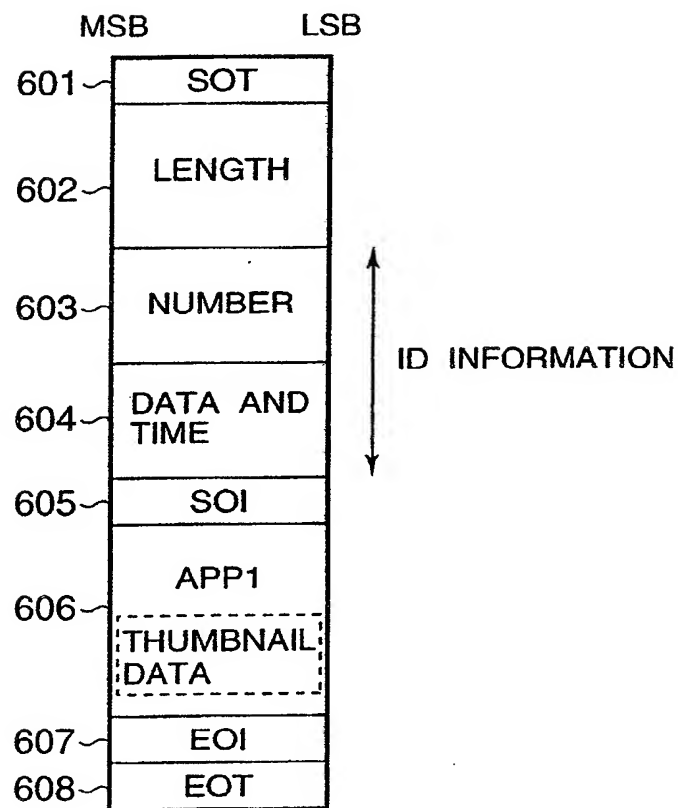 MSB LSB
601 SOT
602 LENGTH
603 NUMBER
ID INFORMATION
604 DATA AND
TIME
605 SOI
APP1
606
THUMBNAIL
DATA
607 EOI
608 EOT